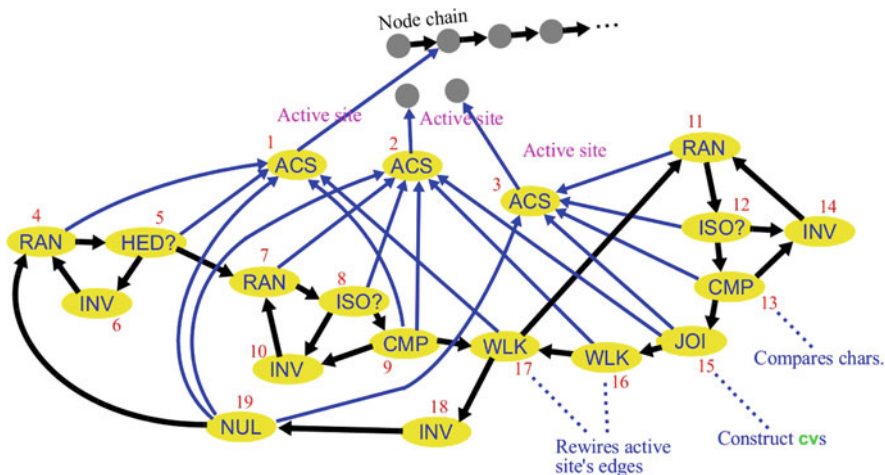 Node chain
...
Active site
Active site
Active site
1
ACS
2
ACS
3
ACS
11
RAN
4
RAN
5
HED?
12
ISO?
14
INV
7
RAN
8
ISO?
INV
6
CMP
13
10
INV
CMP
9
WLK
17
WLK
16
JOI
15
Compares chars.
19
NUL
18
INV
Rewires active
site's edges
Construct cvs